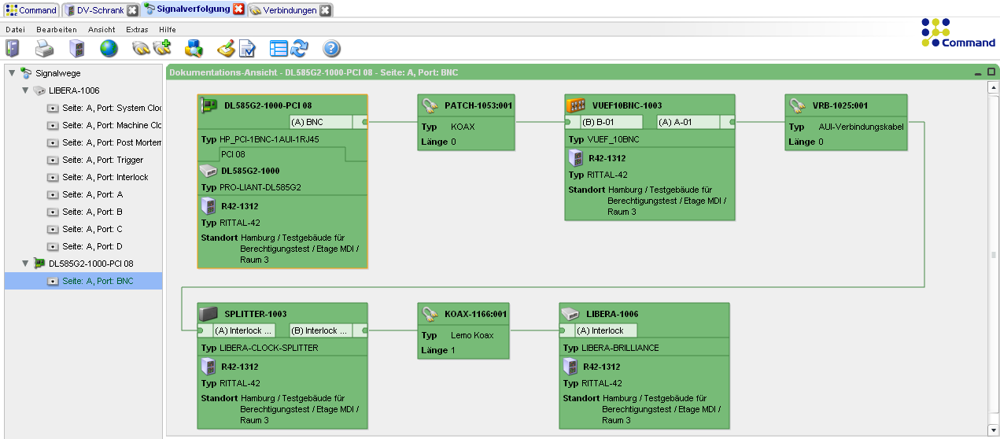 Command DV-Schrank Signalverfolgung Verbindungen
Datei Bearbeiten Ansicht Extras Hilfe
Command
Signalwege
LIBERA-1006
Seite: A, Port: System Cloc
Seite: A, Port: Machine Clo
Seite: A, Port: Post Mortem
Seite: A, Port: Trigger
Seite: A, Port: Interlock
Seite: A, Port: A
Seite: A, Port: B
Seite: A, Port: C
Seite: A, Port: D
DL585G2-1000-PCI 08
Seite: A, Port: BNC
Dokumentations-Ansicht - DL585G2-1000-PCI 08 - Seite: A, Port: BNC
DL585G2-1000-PCI 08
(A) BNC
Typ HP_PCI-1BNC-1AUI-1RJ45
PCI 08
DL585G2-1000
Typ PRO-LIANT-DL585G2
R42-1312
Typ RITTAL-42
Standort Hamburg / Testgebäude für
Berechtigungstest / Etage MDI /
Raum 3
PATCH-1053:001
Typ KOAX
Länge 0
VUEF10BNC-1003
(B) B-01 (A) A-01
Typ VUEF_10BNC
R42-1312
Typ RITTAL-42
Standort Hamburg / Testgebäude für
Berechtigungstest / Etage MDI /
Raum 3
VRB-1025:001
Typ AUI-Verbindungskabel
Länge 0
SPLITTER-1003
(A) Interlock ... (B) Interlock ...
Typ LIBERA-CLOCK-SPLITTER
R42-1312
Typ RITTAL-42
Standort Hamburg / Testgebäude für
Berechtigungstest / Etage MDI /
Raum 3
KOAX-1166:001
Typ Lemo Koax
Länge 1
LIBERA-1006
(A) Interlock
Typ LIBERA-BRILLIANCE
R42-1312
Typ RITTAL-42
Standort Hamburg / Testgebäude für
Berechtigungstest / Etage MDI /
Raum 3